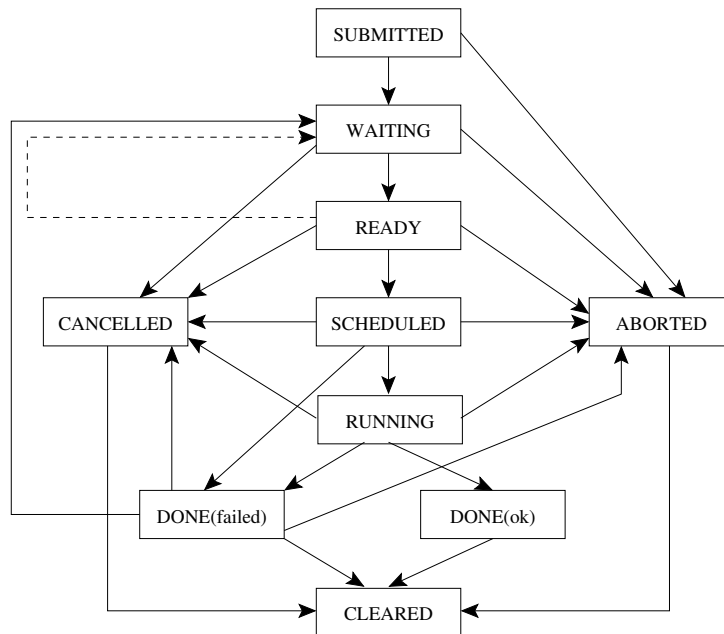 SUBMITTED
WAITING
READY
CANCELLED
SCHEDULED
ABORTED
RUNNING
DONE(failed)
DONE(ok)
CLEARED